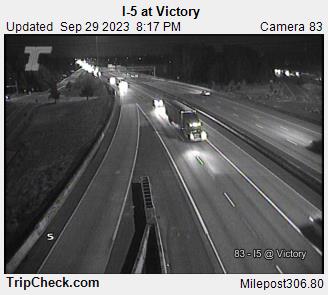 I-5 at Victory
Updated Sep 29 2023 8:17 PM Camera 83
T
S
83 - I5 @ Victory
TripCheck.com Milepost306.80